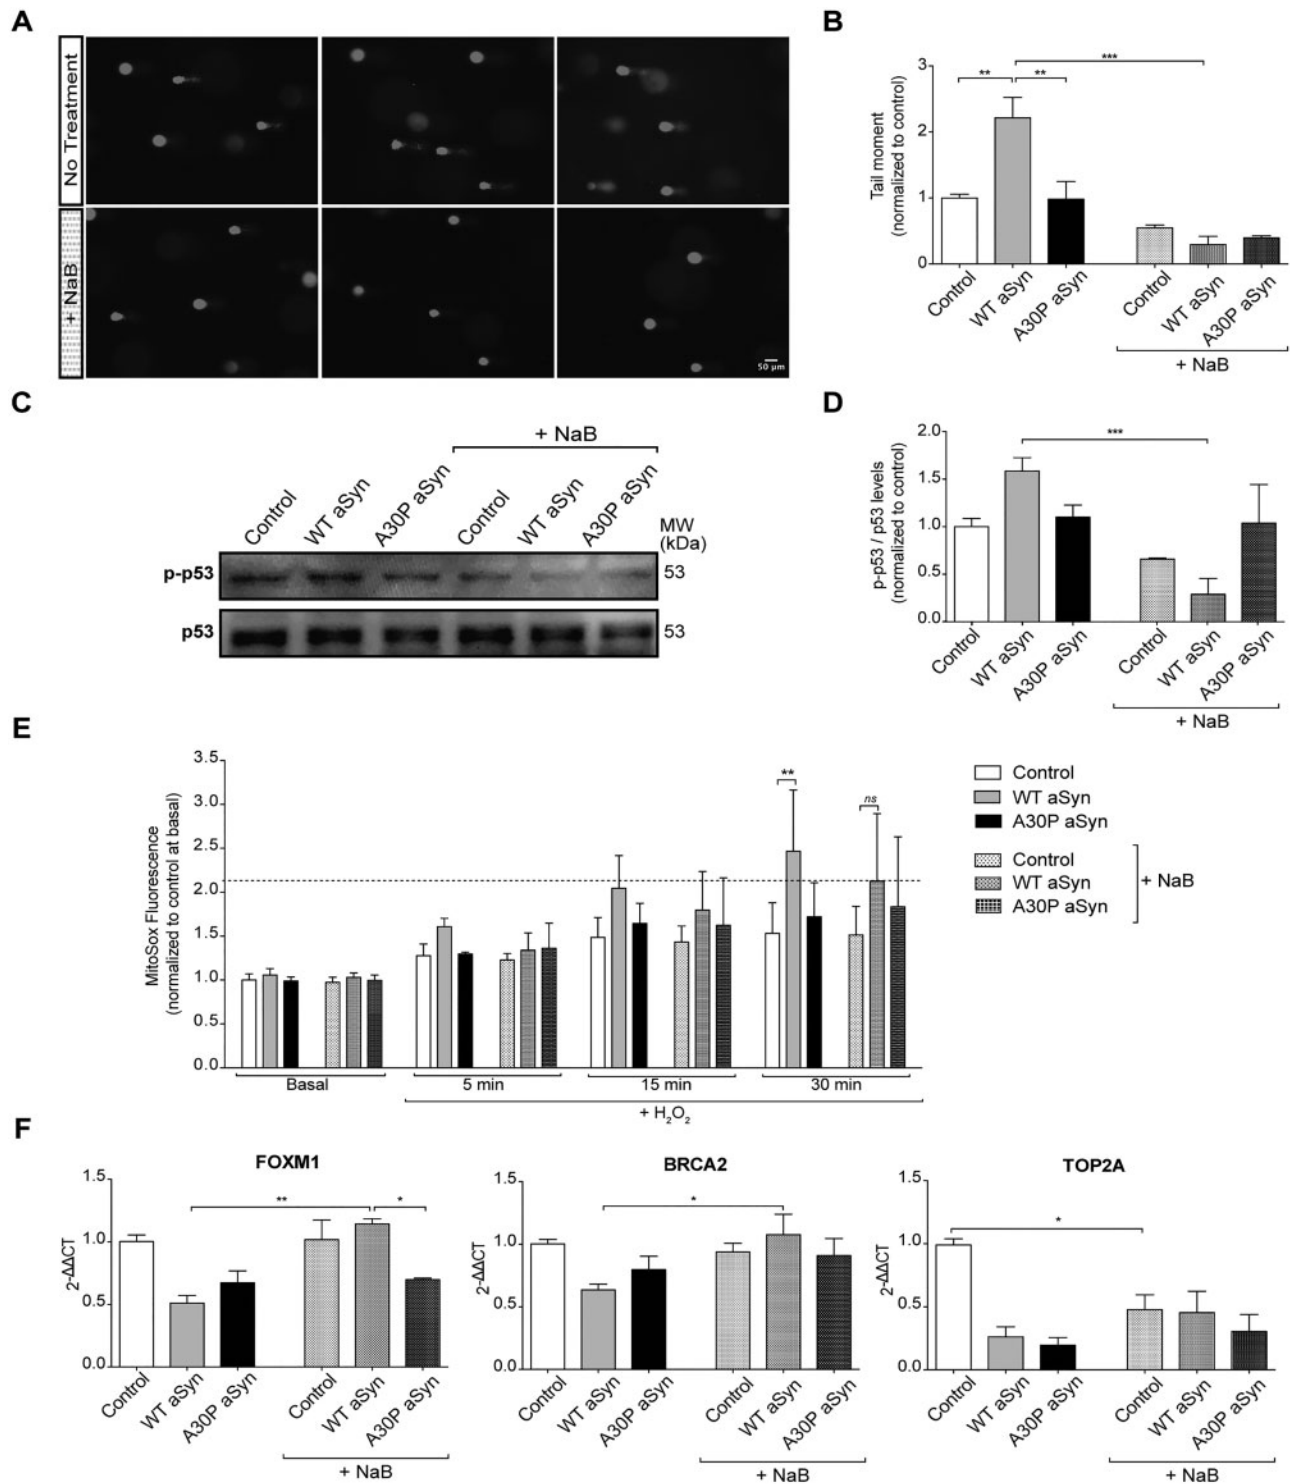 A
No Treatment
+ NaB
50 µm
B
Tail moment
(normalized to control)
3
2
1
0
** ** ***
Control
WT aSyn
A30P aSyn
Control
WT aSyn
A30P aSyn
+ NaB
C
+ NaB
Control
WT aSyn
A30P aSyn
Control
WT aSyn
A30P aSyn
MW
(kDa)
p-p53 53
p53 53
D
p-p53 / p53 levels
(normalized to control)
2.0
1.5
1.0
0.5
0.0
***
Control
WT aSyn
A30P aSyn
Control
WT aSyn
A30P aSyn
+ NaB
E
MitoSox Fluorescence
(normalized to control at basal)
3.5
3.0
2.5
2.0
1.5
1.0
0.5
0.0
**
ns
Basal 5 min 15 min 30 min
+ H₂O₂
Control
WT aSyn
A30P aSyn
Control
WT aSyn
A30P aSyn
+ NaB
F
FOXM1
2-ΔΔCT
1.5
1.0
0.5
0.0
** *
Control
WT aSyn
A30P aSyn
Control
WT aSyn
A30P aSyn
+ NaB
BRCA2
2-ΔΔCT
1.5
1.0
0.5
0.0
*
Control
WT aSyn
A30P aSyn
Control
WT aSyn
A30P aSyn
+ NaB
TOP2A
2-ΔΔCT
1.5
1.0
0.5
0.0
*
Control
WT aSyn
A30P aSyn
Control
WT aSyn
A30P aSyn
+ NaB